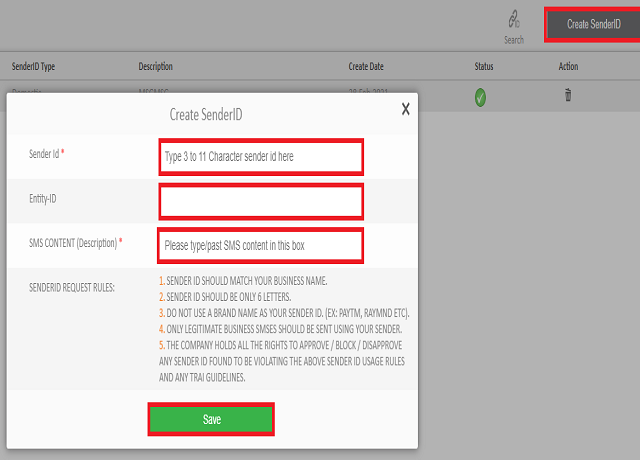 Create SenderID
Search
SenderID Type Description Create Date Status Action
Create SenderID X
Sender Id * Type 3 to 11 Character sender id here
Entity-ID
SMS CONTENT (Description) * Please type/past SMS content in this box
SENDERID REQUEST RULES: 1. SENDER ID SHOULD MATCH YOUR BUSINESS NAME.
2. SENDER ID SHOULD BE ONLY 6 LETTERS.
3. DO NOT USE A BRAND NAME AS YOUR SENDER ID. (EX: PAYTM, RAYMND ETC).
4. ONLY LEGITIMATE BUSINESS SMSES SHOULD BE SENT USING YOUR SENDER.
5. THE COMPANY HOLDS ALL THE RIGHTS TO APPROVE / BLOCK / DISAPPROVE
ANY SENDER ID FOUND TO BE VIOLATING THE ABOVE SENDER ID USAGE RULES
AND ANY TRAI GUIDELINES.
Save